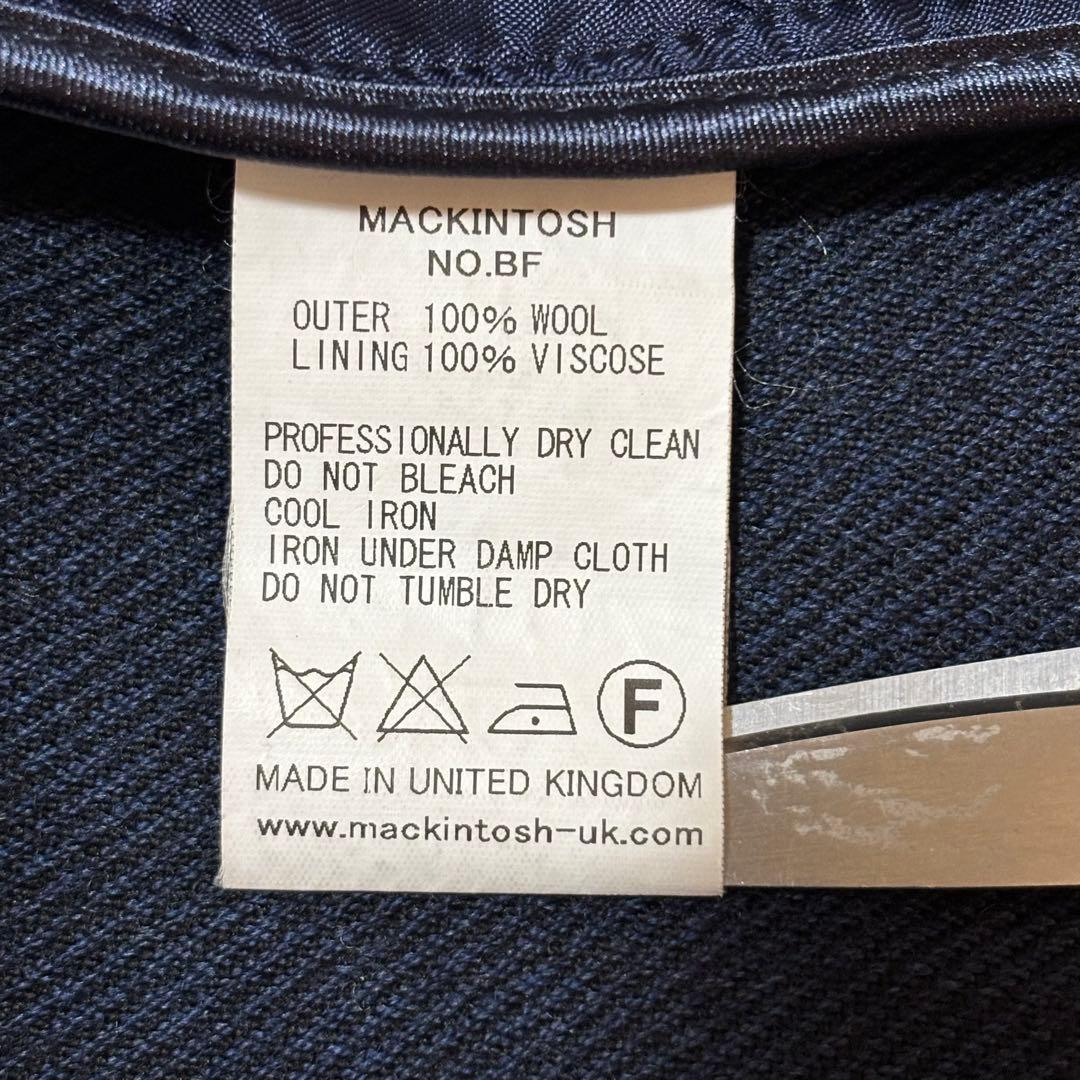 MACKINTOSH
NO.BF
OUTER 100% WOOL
LINING 100% VISCOSE
PROFESSIONALLY DRY CLEAN
DO NOT BLEACH
COOL IRON
IRON UNDER DAMP CLOTH
DO NOT TUMBLE DRY
F
MADE IN UNITED KINGDOM
www.mackintosh-uk.com